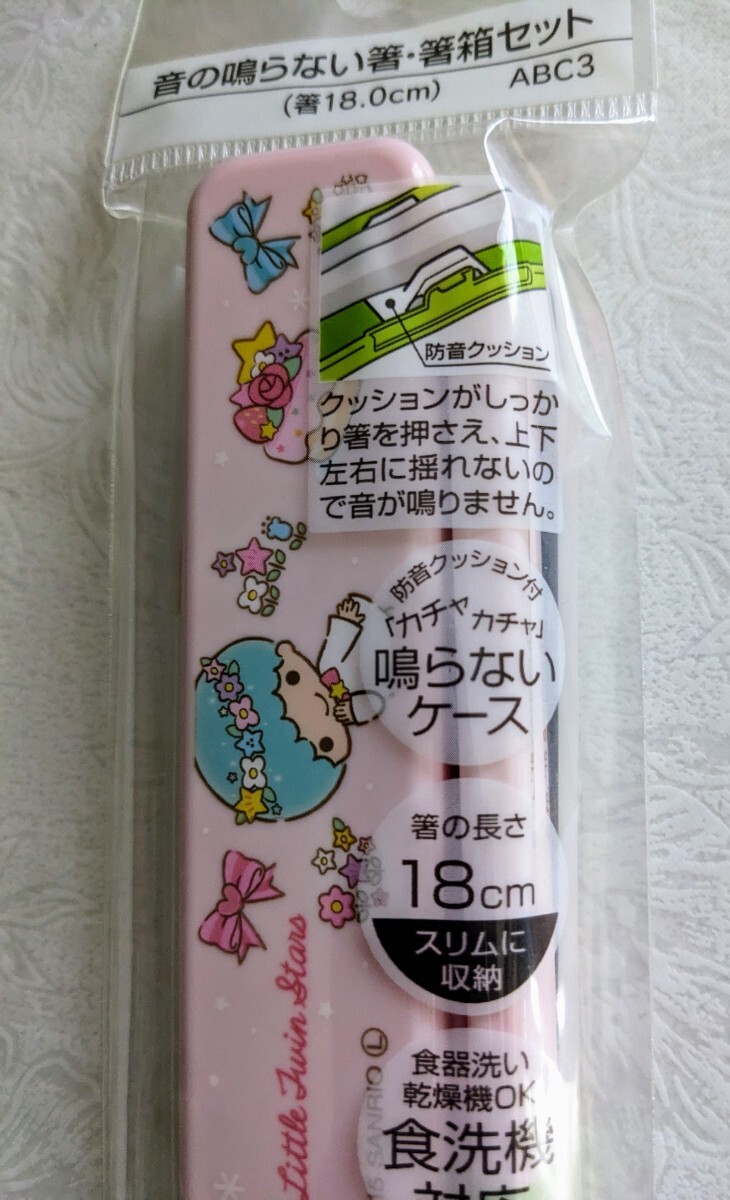 音の鳴らない箸・箸箱セット
(箸18.0cm) ABC3
防音クッション
クッションがしっか
り箸を押さえ、上下
左右に揺れないの
で音が鳴りません。
防音クッション付
「カチャカチャ」
鳴らない
ケース
箸の長さ
18cm
スリムに
収納
食器洗い
乾燥機OK
食洗機
対応
Little Twin Stars
SANRIO Ⓛ